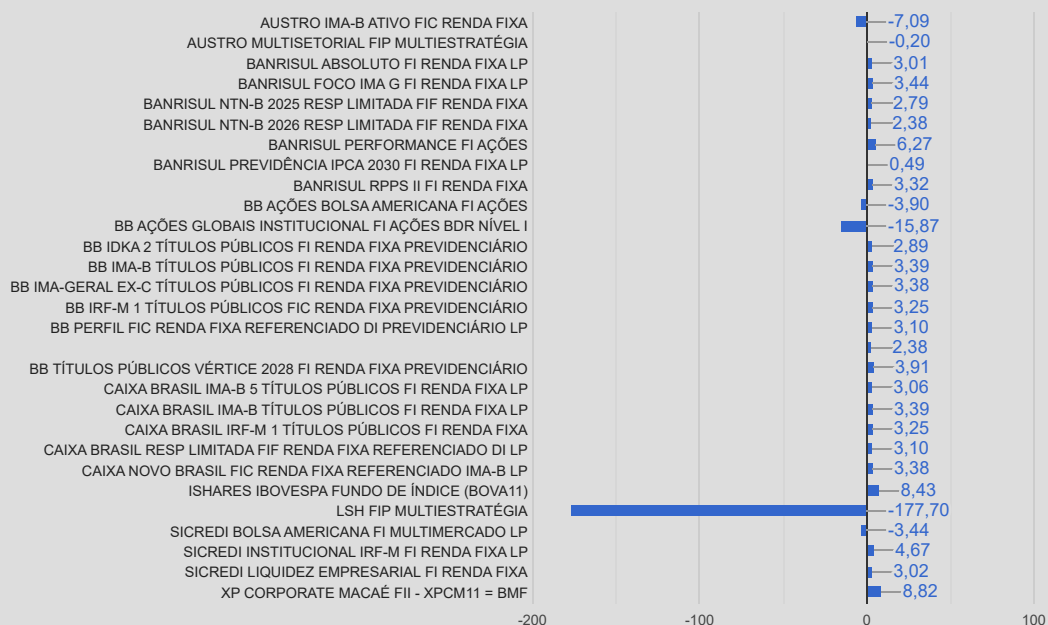 AUSTRO IMA-B ATIVO FIC RENDA FIXA -7,09
AUSTRO MULTISETORIAL FIP MULTIESTRATÉGIA -0,20
BANRISUL ABSOLUTO FI RENDA FIXA LP 3,01
BANRISUL FOCO IMA G FI RENDA FIXA LP 3,44
BANRISUL NTN-B 2025 RESP LIMITADA FIF RENDA FIXA 2,79
BANRISUL NTN-B 2026 RESP LIMITADA FIF RENDA FIXA 2,38
BANRISUL PERFORMANCE FI AÇÕES 6,27
BANRISUL PREVIDÊNCIA IPCA 2030 FI RENDA FIXA LP 0,49
BANRISUL RPPS II FI RENDA FIXA 3,32
BB AÇÕES BOLSA AMERICANA FI AÇÕES -3,90
BB AÇÕES GLOBAIS INSTITUCIONAL FI AÇÕES BDR NÍVEL I -15,87
BB IDKA 2 TÍTULOS PÚBLICOS FI RENDA FIXA PREVIDENCIÁRIO 2,89
BB IMA-B TÍTULOS PÚBLICOS FI RENDA FIXA PREVIDENCIÁRIO 3,39
BB IMA-GERAL EX-C TÍTULOS PÚBLICOS FI RENDA FIXA PREVIDENCIÁRIO 3,38
BB IRF-M 1 TÍTULOS PÚBLICOS FIC RENDA FIXA PREVIDENCIÁRIO 3,25
BB PERFIL FIC RENDA FIXA REFERENCIADO DI PREVIDENCIÁRIO LP 3,10
2,38
BB TÍTULOS PÚBLICOS VÉRTICE 2028 FI RENDA FIXA PREVIDENCIÁRIO 3,91
CAIXA BRASIL IMA-B 5 TÍTULOS PÚBLICOS FI RENDA FIXA LP 3,06
CAIXA BRASIL IMA-B TÍTULOS PÚBLICOS FI RENDA FIXA LP 3,39
CAIXA BRASIL IRF-M 1 TÍTULOS PÚBLICOS FI RENDA FIXA 3,25
CAIXA BRASIL RESP LIMITADA FIF RENDA FIXA REFERENCIADO DI LP 3,10
CAIXA NOVO BRASIL FIC RENDA FIXA REFERENCIADO IMA-B LP 3,38
ISHARES IBOVESPA FUNDO DE ÍNDICE (BOVA11) 8,43
LSH FIP MULTIESTRATÉGIA -177,70
SICREDI BOLSA AMERICANA FI MULTIMERCADO LP -3,44
SICREDI INSTITUCIONAL IRF-M FI RENDA FIXA LP 4,67
SICREDI LIQUIDEZ EMPRESARIAL FI RENDA FIXA 3,02
XP CORPORATE MACAÉ FII - XPCM11 = BMF 8,82
-200 -100 0 100